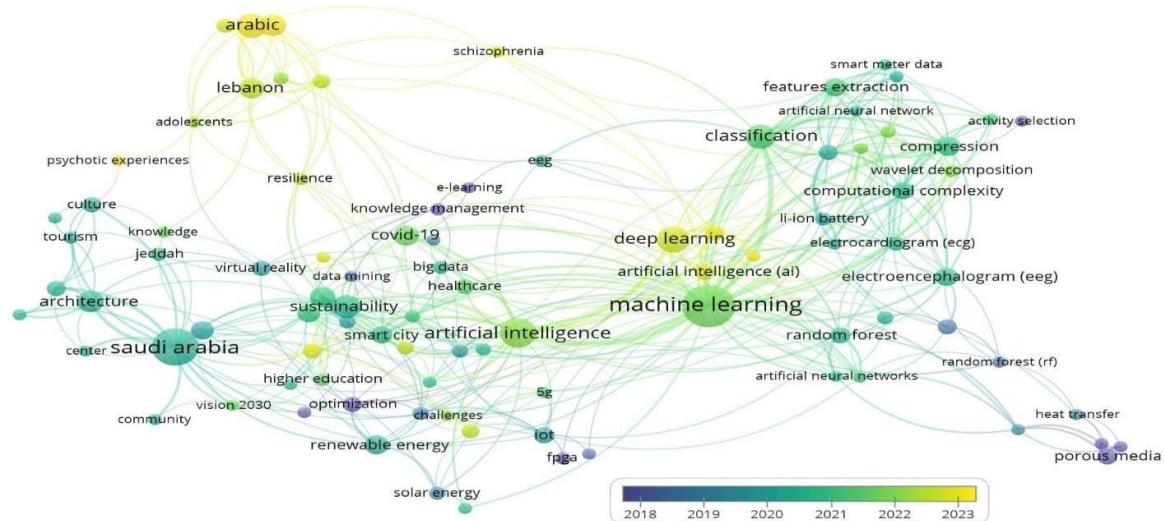 arabic
schizophrenia
smart meter data
lebanon
features extraction
artificial neural network
adolescents
classification
activity selection
compression
psychotic experiences
eeg
wavelet decomposition
resilience
e-learning
computational complexity
culture
knowledge management
li-ion battery
tourism
knowledge
covid-19
deep learning
electrocardiogram (ecg)
jeddah
virtual reality
data mining
big data
artificial intelligence (ai)
electroencephalogram (eeg)
healthcare
architecture
sustainability
machine learning
saudi arabia
smart city
artificial intelligence
random forest
center
random forest (rf)
higher education
artificial neural networks
5g
vision 2030
optimization
challenges
heat transfer
community
renewable energy
iot
fpga
porous media
solar energy
2018 2019 2020 2021 2022 2023